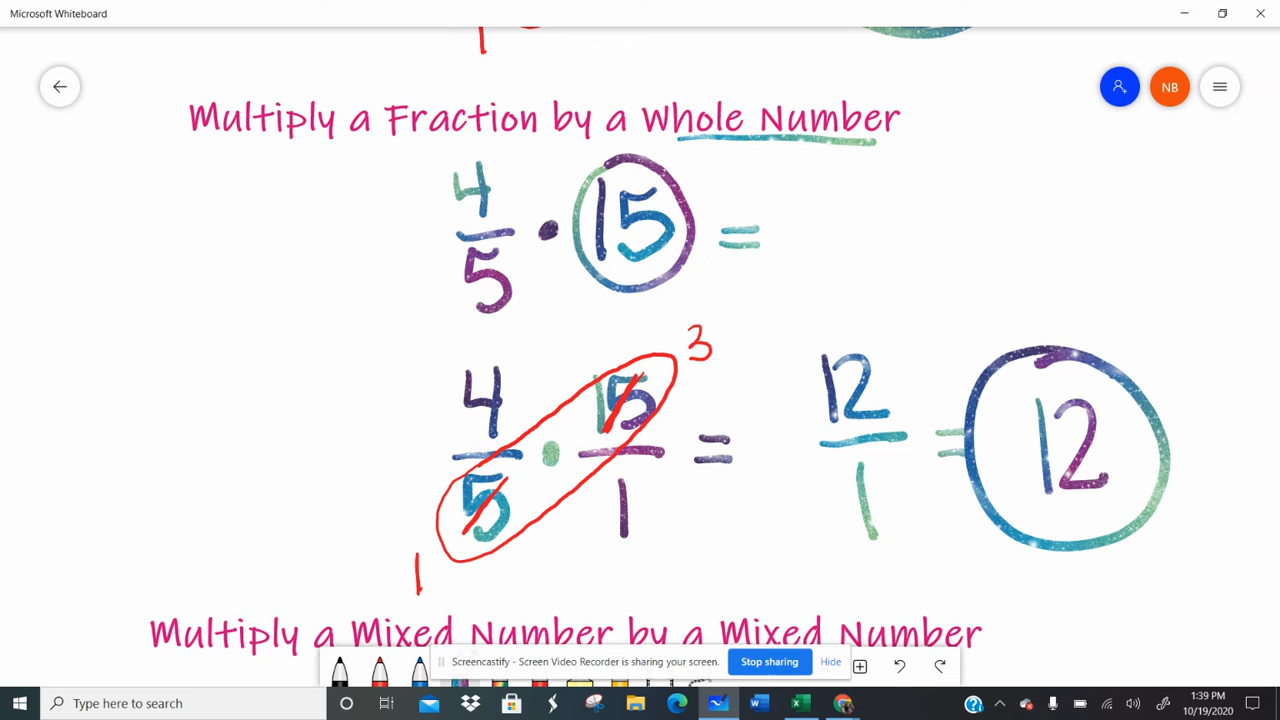 Microsoft Whiteboard
NB
Multiply a Fraction by a Whole Number
4/5 • 15 =
3
4/5 • 15/1 = 12/1 = 12
1
Multiply a Mixed Number by a Mixed Number
Screencastify - Screen Video Recorder is sharing your screen.
Stop sharing
Hide
Type here to search
1:39 PM
10/19/2020